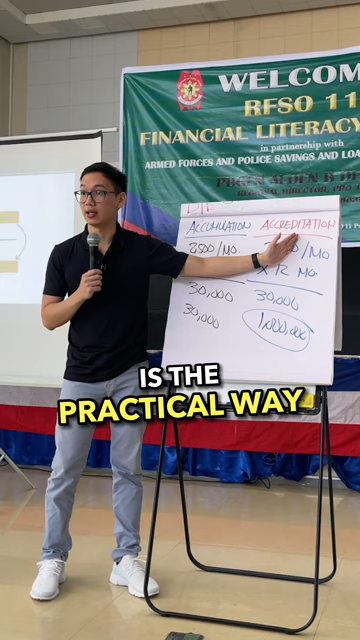 WELCOM
RFSO 11
FINANCIAL LITERACY
in partnership with
ARMED FORCES AND POLICE SAVINGS AND LOA
ACCUMULATION
ACCREDITATION
2500/MO.
/MO
X 12 MO.
30,000
30,000
30,000
1,000,000
IS THE
PRACTICAL WAY